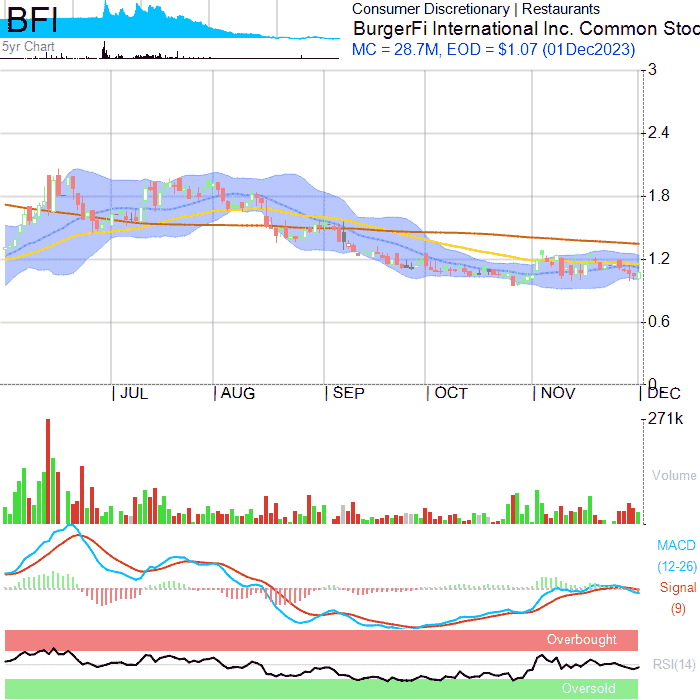 BFI
5yr Chart
Consumer Discretionary | Restaurants
BurgerFi International Inc. Common Stoc
MC = 28.7M, EOD = $1.07 (01Dec2023)
3
2.4
1.8
1.2
0.6
0
JUL
AUG
SEP
OCT
NOV
DEC
271k
Volume
MACD
(12-26)
Signal
(9)
Overbought
RSI(14)
Oversold